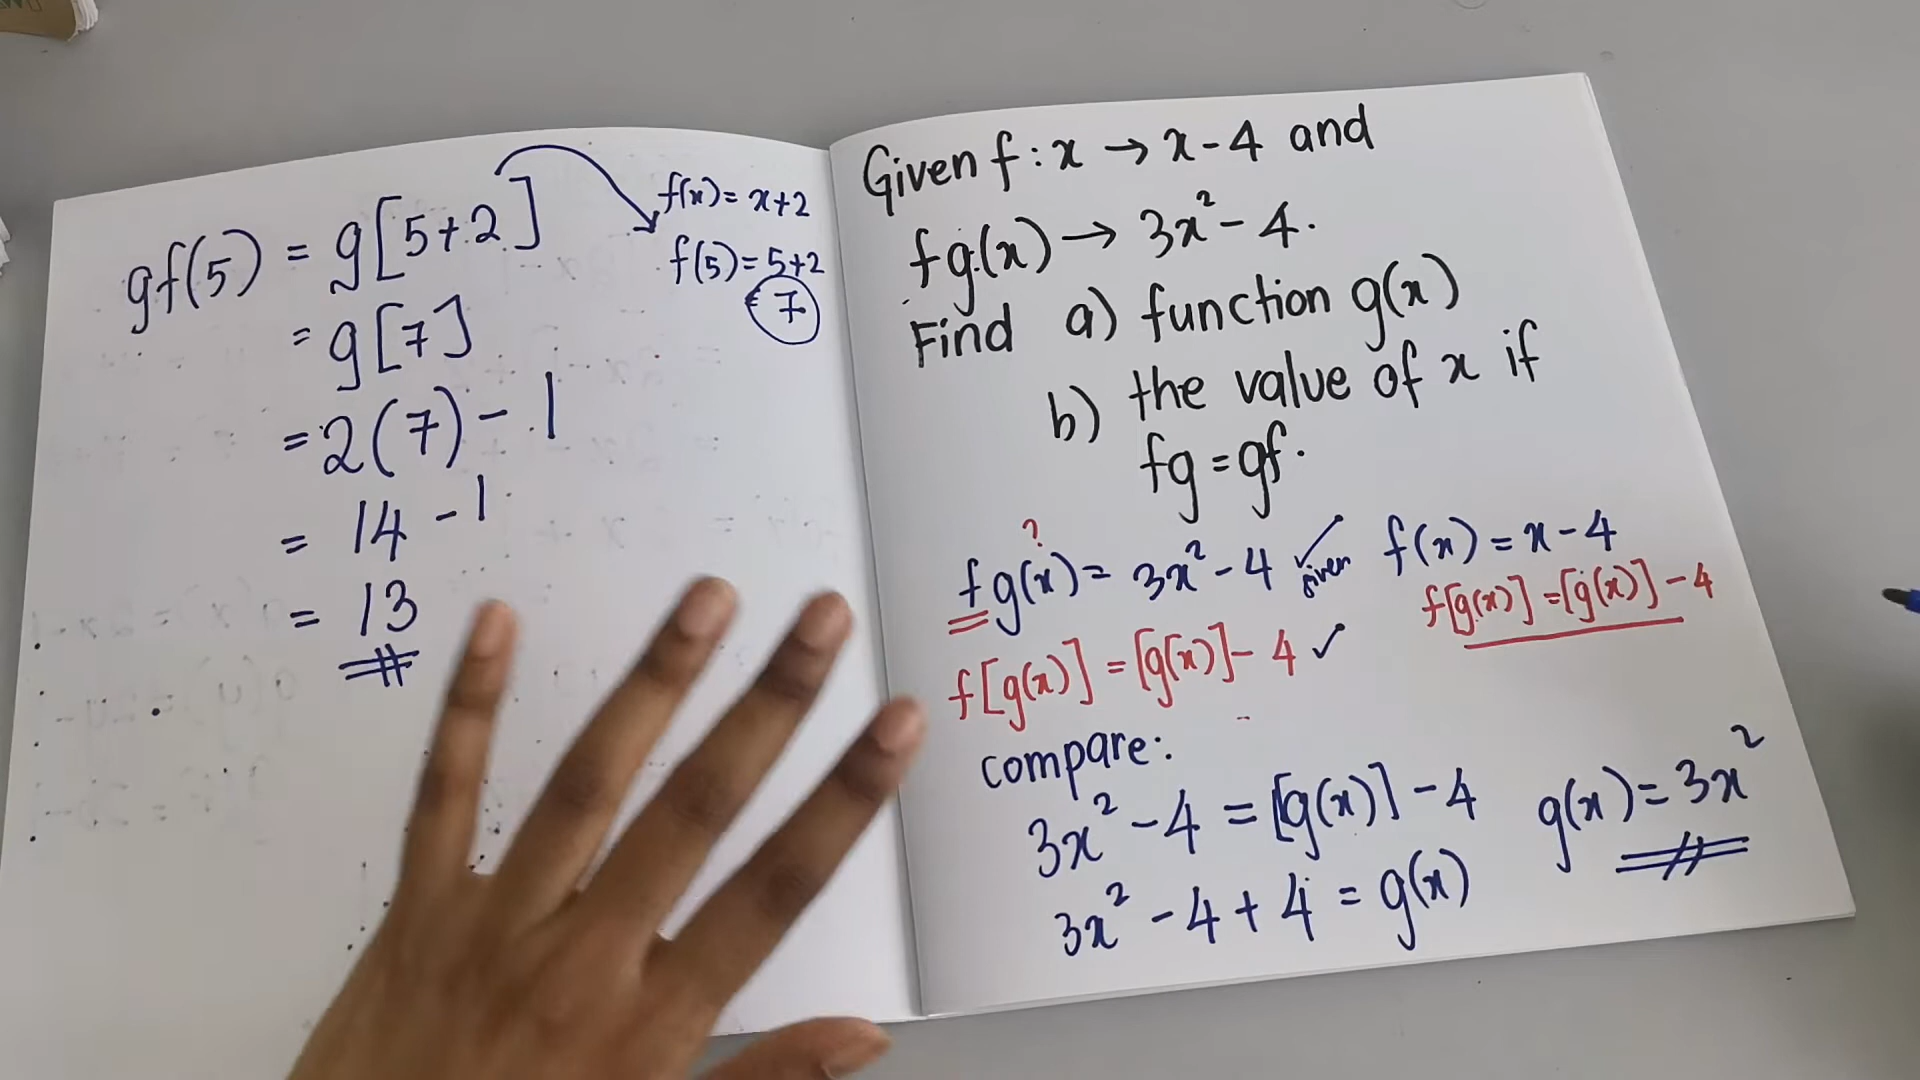 gf(5) = g[5+2]
= g[7]
= 2(7) - 1
= 14 - 1
= 13
f(x) = x+2
f(5) = 5+2
= 7
Given f : x → x - 4 and
fg(x) → 3x² - 4.
Find a) function g(x)
b) the value of x if
fg = gf.
?
fg(x) = 3x² - 4 ✓ given
f[g(x)] = [g(x)] - 4 ✓
f(x) = x - 4
f[g(x)] = [g(x)] - 4
compare:
3x² - 4 = [g(x)] - 4
3x² - 4 + 4 = g(x)
g(x) = 3x²